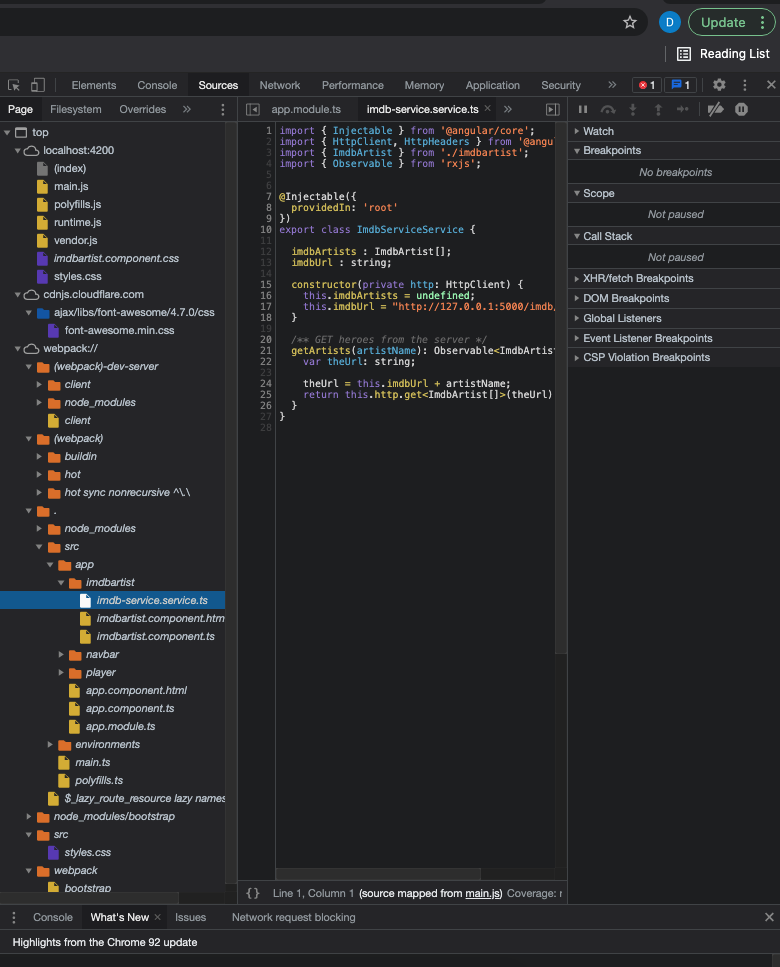 D
Update
Reading List
Elements Console Sources Network Performance Memory Application Security » 1 1
Page Filesystem Overrides »
app.module.ts imdb-service.service.ts × »
top
localhost:4200
(index)
main.js
polyfills.js
runtime.js
vendor.js
imdbartist.component.css
styles.css
cdnjs.cloudflare.com
ajax/libs/font-awesome/4.7.0/css
font-awesome.min.css
webpack://
(webpack)-dev-server
client
node_modules
client
(webpack)
buildin
hot
hot sync nonrecursive ^\.\
.
node_modules
src
app
imdbartist
imdb-service.service.ts
imdbartist.component.htm
imdbartist.component.ts
navbar
player
app.component.html
app.component.ts
app.module.ts
environments
main.ts
polyfills.ts
$_lazy_route_resource lazy names
node_modules/bootstrap
src
styles.css
webpack
bootstrap
1 import { Injectable } from '@angular/core';
2 import { HttpClient, HttpHeaders } from '@angu
3 import { ImdbArtist } from './imdbartist';
4 import { Observable } from 'rxjs';
5
6
7 @Injectable({
8 providedIn: 'root'
9 })
10 export class ImdbServiceService {
11
12 imdbArtists : ImdbArtist[];
13 imdbUrl : string;
14
15 constructor(private http: HttpClient) {
16 this.imdbArtists = undefined;
17 this.imdbUrl = "http://127.0.0.1:5000/imdb/
18 }
19
20 /** GET heroes from the server */
21 getArtists(artistName): Observable<ImdbArtist
22 var theUrl: string;
23
24 theUrl = this.imdbUrl + artistName;
25 return this.http.get<ImdbArtist[]>(theUrl)
26 }
27 }
28
{} Line 1, Column 1 (source mapped from main.js) Coverage: r
Watch
Breakpoints
No breakpoints
Scope
Not paused
Call Stack
Not paused
XHR/fetch Breakpoints
DOM Breakpoints
Global Listeners
Event Listener Breakpoints
CSP Violation Breakpoints
Console What's New × Issues Network request blocking
Highlights from the Chrome 92 update